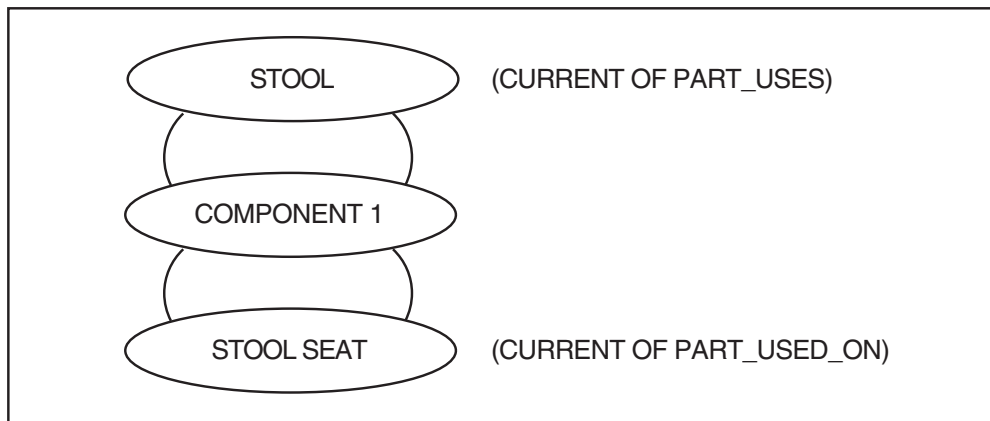 STOOL (CURRENT OF PART_USES)
COMPONENT 1
STOOL SEAT (CURRENT OF PART_USED_ON)